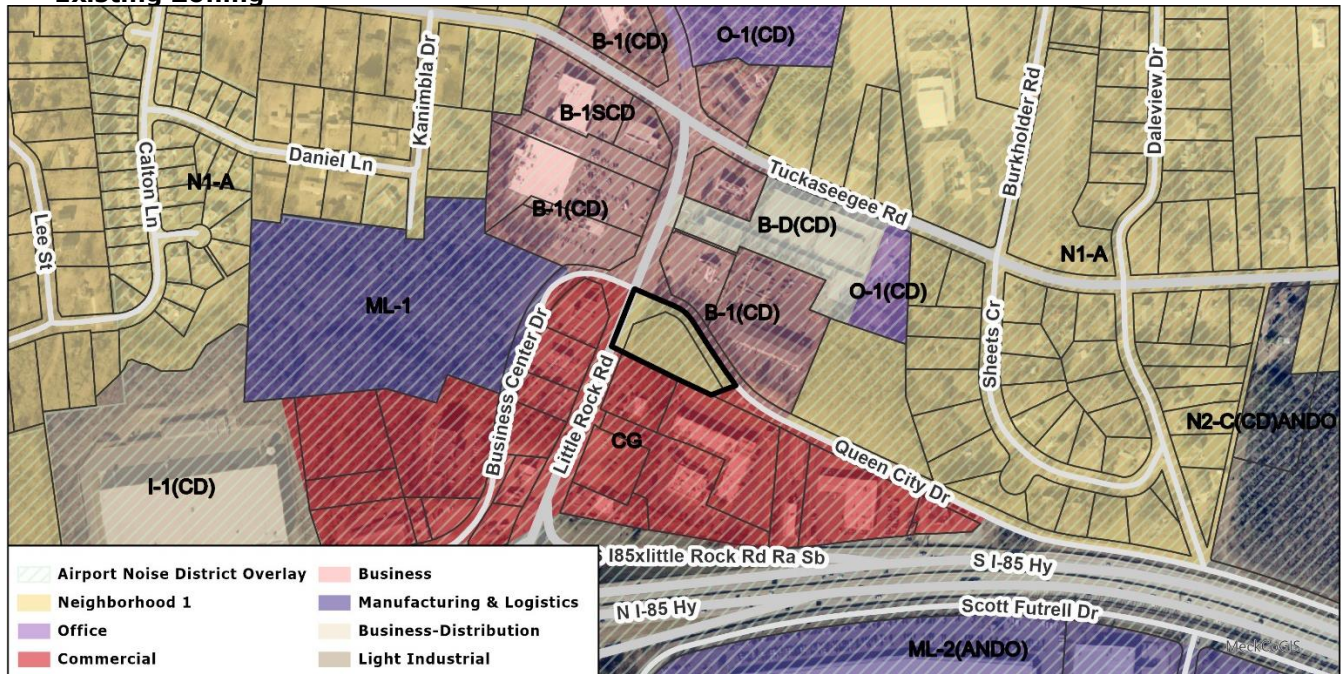 Existing Zoning
B-1(CD)
O-1(CD)
Kanimbla Dr
Burkholder Rd
Daleview Dr
B-1SCD
Calton Ln
Daniel Ln
Tuckaseegee Rd
N1-A
Lee St
B-1(CD)
B-D(CD)
N1-A
O-1(CD)
ML-1
B-1(CD)
Sheets Cr
Business Center Dr
Little Rock Rd
N2-C(CD)ANDO
CG
Queen City Dr
I-1(CD)
S I85xlittle Rock Rd Ra Sb
S I-85 Hy
N I-85 Hy
Scott Futrell Dr
ML-2(ANDO)
MeckCoGIS
Airport Noise District Overlay
Business
Neighborhood 1
Manufacturing & Logistics
Office
Business-Distribution
Commercial
Light Industrial